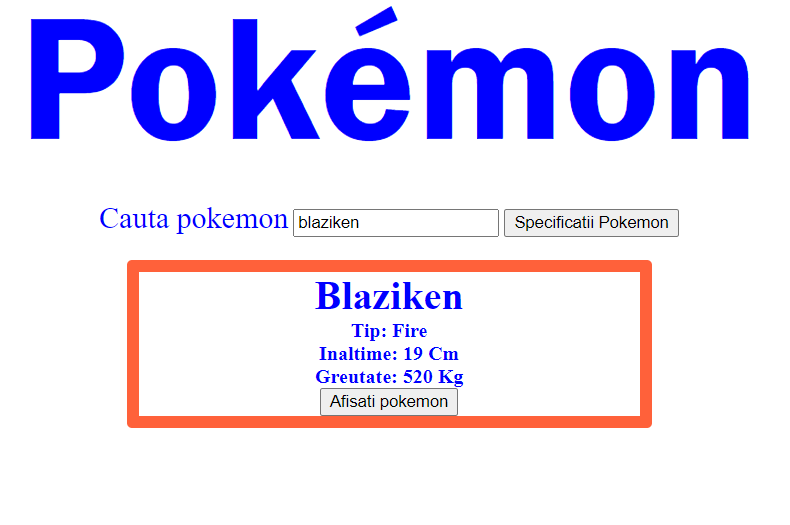 Pokémon
Cauta pokemon blaziken Specificatii Pokemon
Blaziken
Tip: Fire
Inaltime: 19 Cm
Greutate: 520 Kg
Afisati pokemon